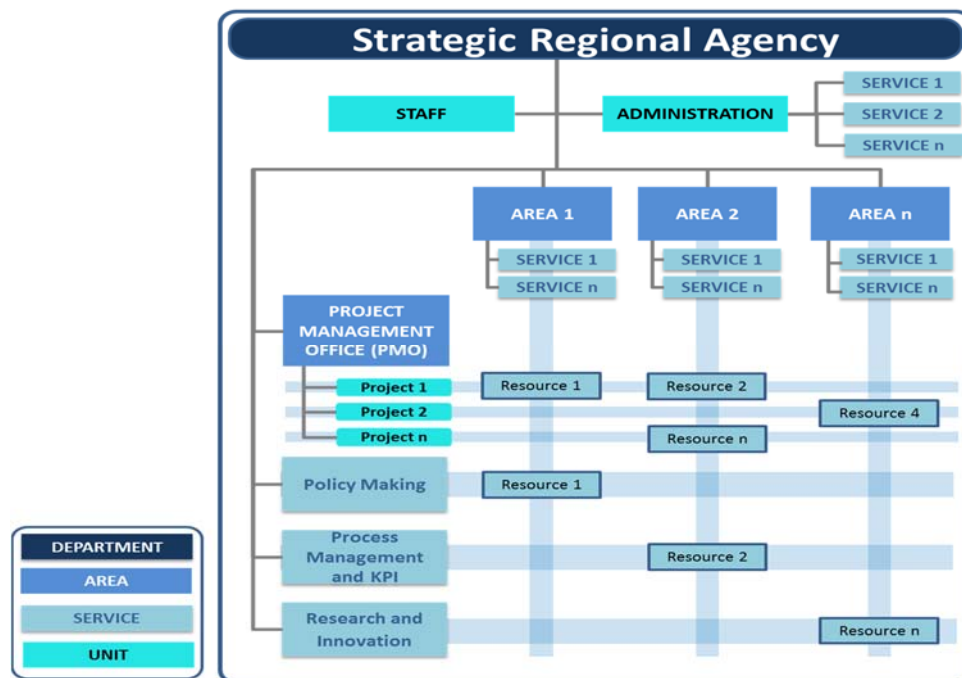 Strategic Regional Agency
STAFF
ADMINISTRATION
SERVICE 1
SERVICE 2
SERVICE n
AREA 1
AREA 2
AREA n
SERVICE 1
SERVICE n
SERVICE 1
SERVICE n
SERVICE 1
SERVICE n
PROJECT
MANAGEMENT
OFFICE (PMO)
Project 1
Resource 1
Resource 2
Project 2
Resource 4
Project n
Resource n
Policy Making
Resource 1
Process
Management
and KPI
Resource 2
Research and
Innovation
Resource n
DEPARTMENT
AREA
SERVICE
UNIT